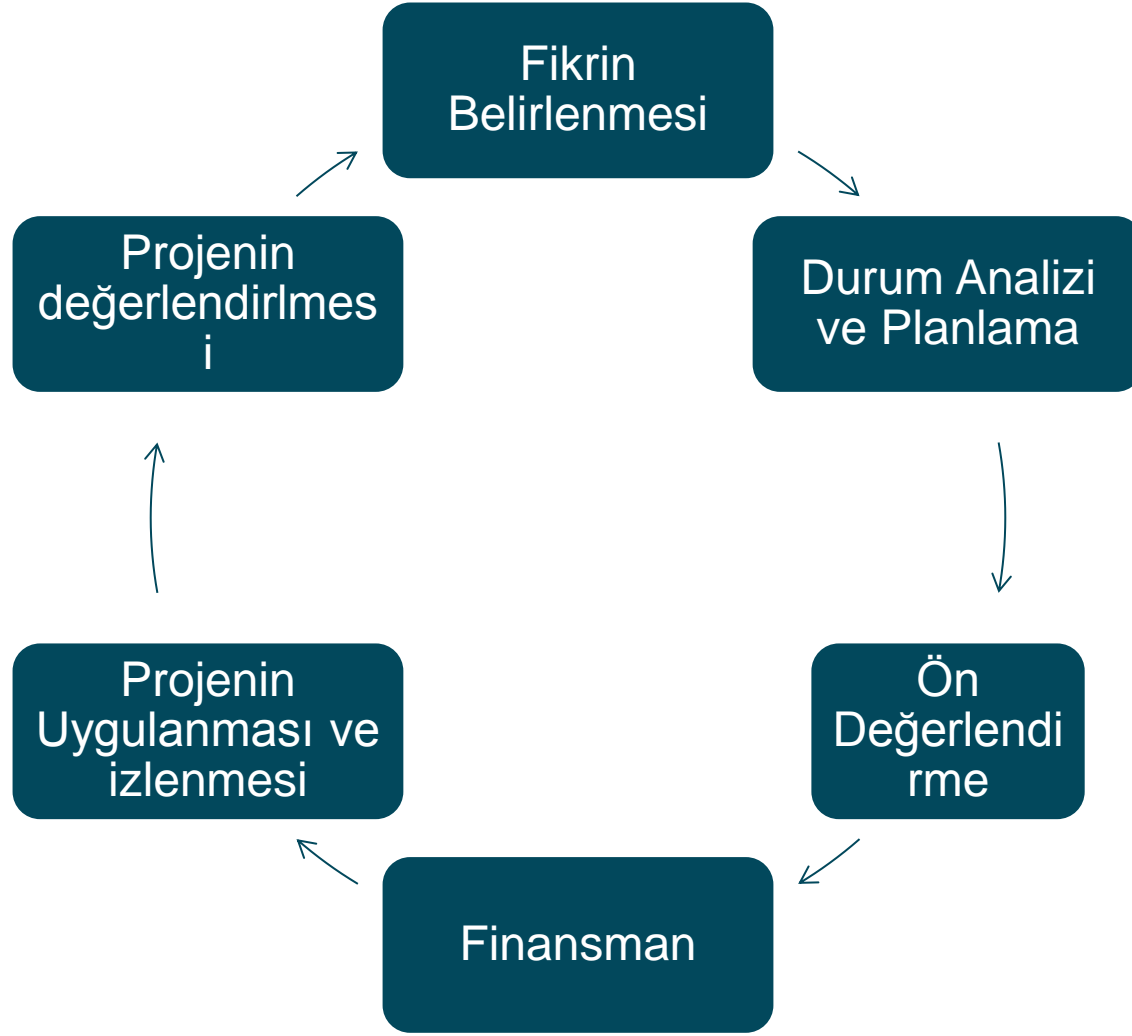 Fikrin
Belirlenmesi
Durum Analizi
ve Planlama
Ön
Değerlendi
rme
Finansman
Projenin
Uygulanması ve
izlenmesi
Projenin
değerlendirlmes
i